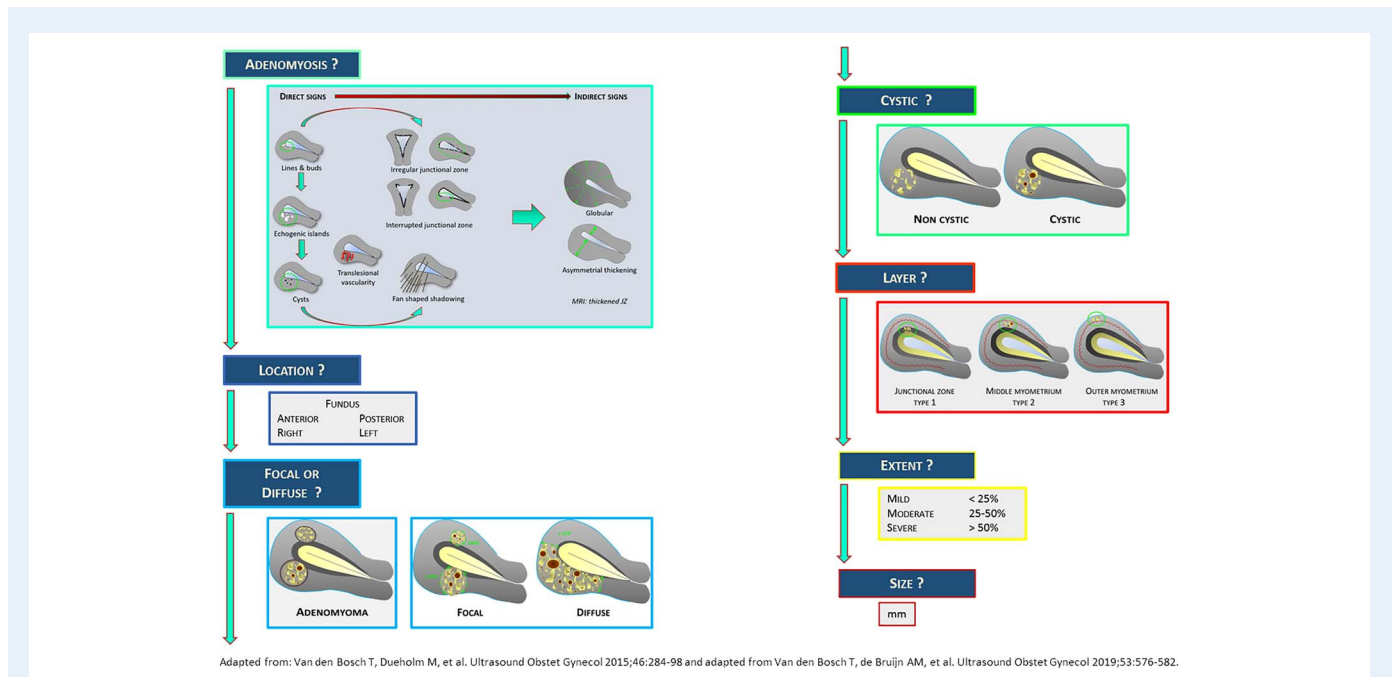 ADENOMYOSIS ?
DIRECT SIGNS
INDIRECT SIGNS
Lines & buds
Irregular junctional zone
Echogenic islands
Interrupted junctional zone
Globular
Translesional
vascularity
Asymmetrial thickening
Cysts
Fan shaped shadowing
MRI: thickened JZ
LOCATION ?
FUNDUS
ANTERIOR POSTERIOR
RIGHT LEFT
FOCAL OR
DIFFUSE ?
ADENOMYOMA
FOCAL
DIFFUSE
CYSTIC ?
NON CYSTIC
CYSTIC
LAYER ?
JUNCTIONAL ZONE
TYPE 1
MIDDLE MYOMETRIUM
TYPE 2
OUTER MYOMETRIUM
TYPE 3
EXTENT ?
MILD < 25%
MODERATE 25-50%
SEVERE > 50%
SIZE ?
mm
Adapted from: Van den Bosch T, Dueholm M, et al. Ultrasound Obstet Gynecol 2015;46:284-98 and adapted from Van den Bosch T, de Bruijn AM, et al. Ultrasound Obstet Gynecol 2019;53:576-582.